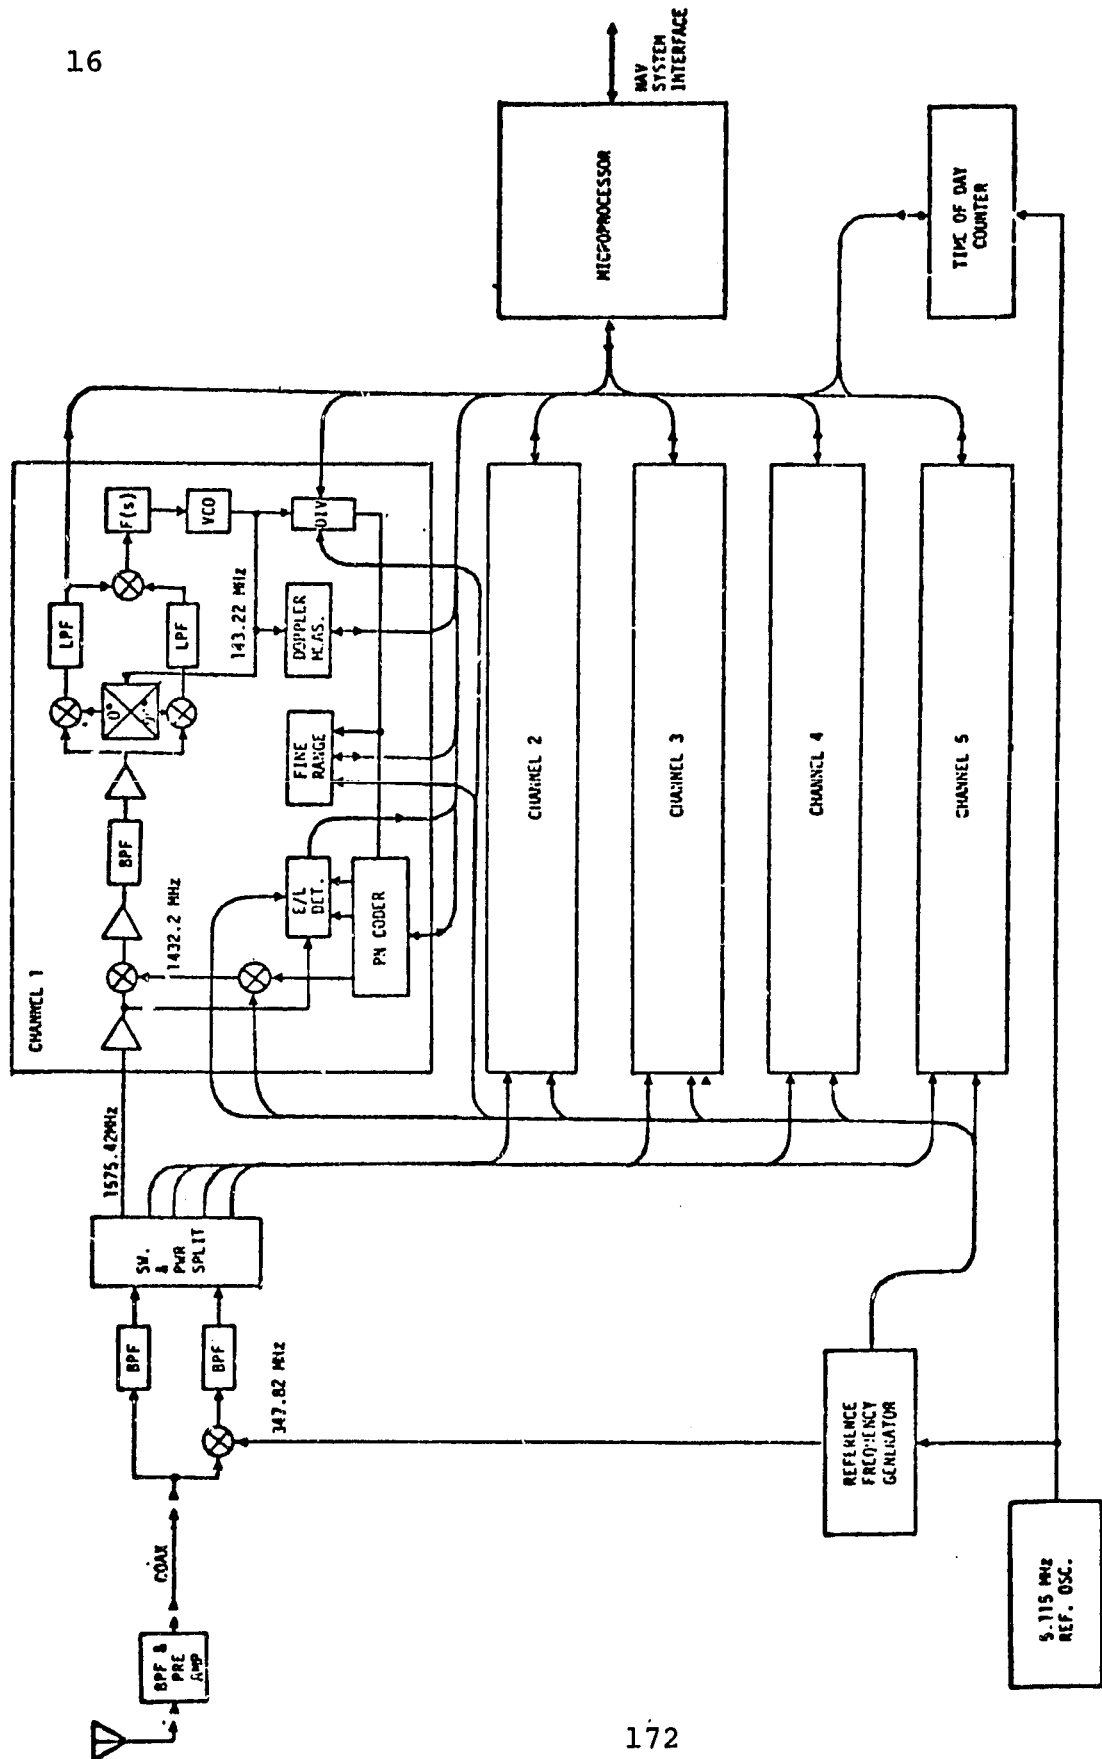 16
BPF &
PRE
AMP
COAX
BPF
BPF
347.82 MHz
SW.
&
PWR
SPLIT
1575.42MHz
CHANNEL 1
1432.2 MHz
BPF
LPF
LPF
0°
F(s)
VCO
143.22 MHz
DIV
DOPPLER
MEAS.
FINE
RANGE
E/L
DET.
PN CODER
CHANNEL 2
CHANNEL 3
CHANNEL 4
CHANNEL 5
MICROPROCESSOR
NAV
SYSTEM
INTERFACE
TIME OF DAY
COUNTER
REFERENCE
FREQUENCY
GENERATOR
5.115 MHz
REF. OSC.
172